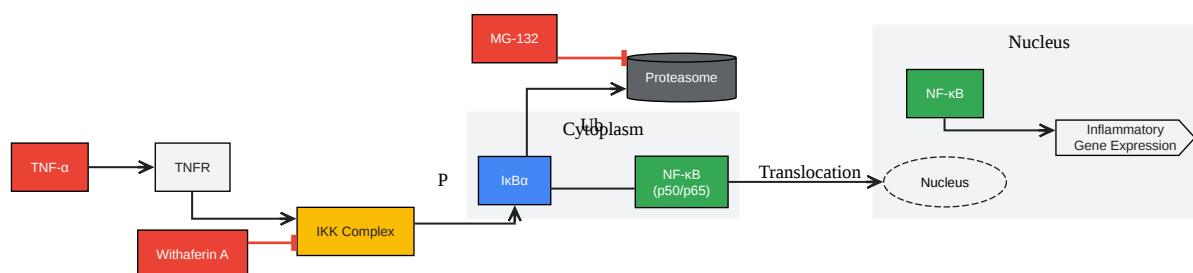 MG-132
Proteasome
Nucleus
NF-κB
Inflammatory
Gene Expression
Ub
Cytoplasm
TNF-α
TNFR
P
IκBα
NF-κB
(p50/p65)
Translocation
Nucleus
IKK Complex
Withaferin A